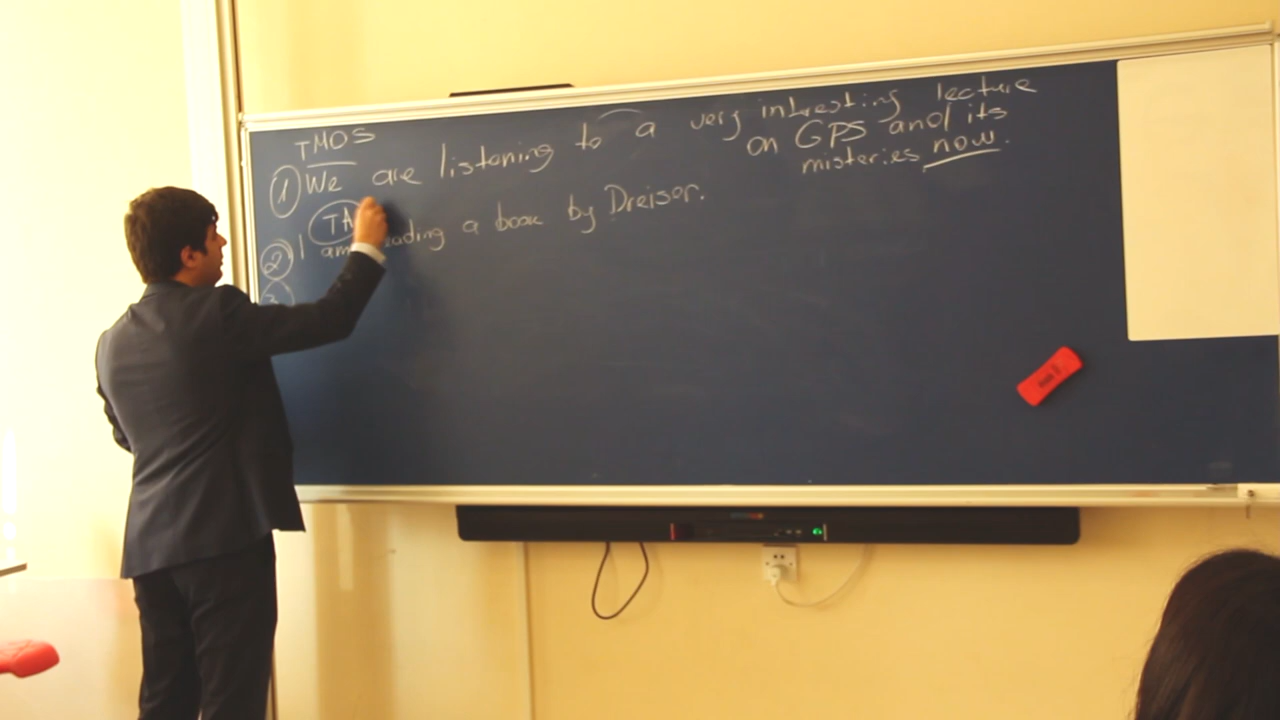 TMOS
① We are listening to a very intresting lecture
on GPS and its
misteries now.
TA
② I am reading a book by Dreiser.
③